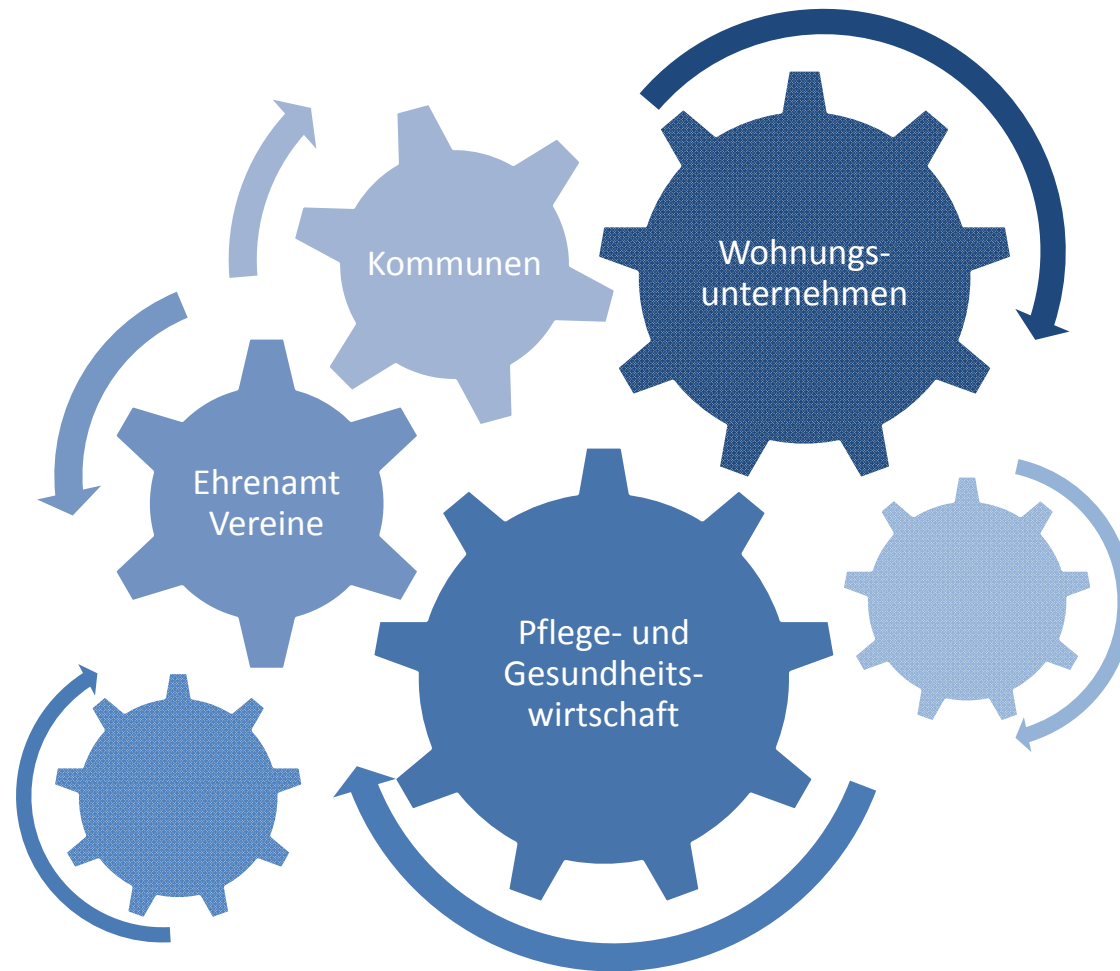 Kommunen
Wohnungs-
unternehmen
Ehrenamt
Vereine
Pflege- und
Gesundheits-
wirtschaft